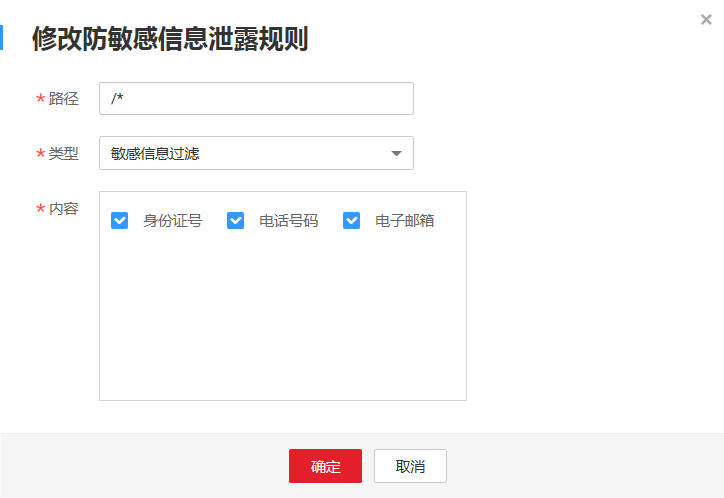 修改防敏感信息泄露规则
* 路径 /*
* 类型 敏感信息过滤
* 内容 身份证号 电话号码 电子邮箱
确定 取消